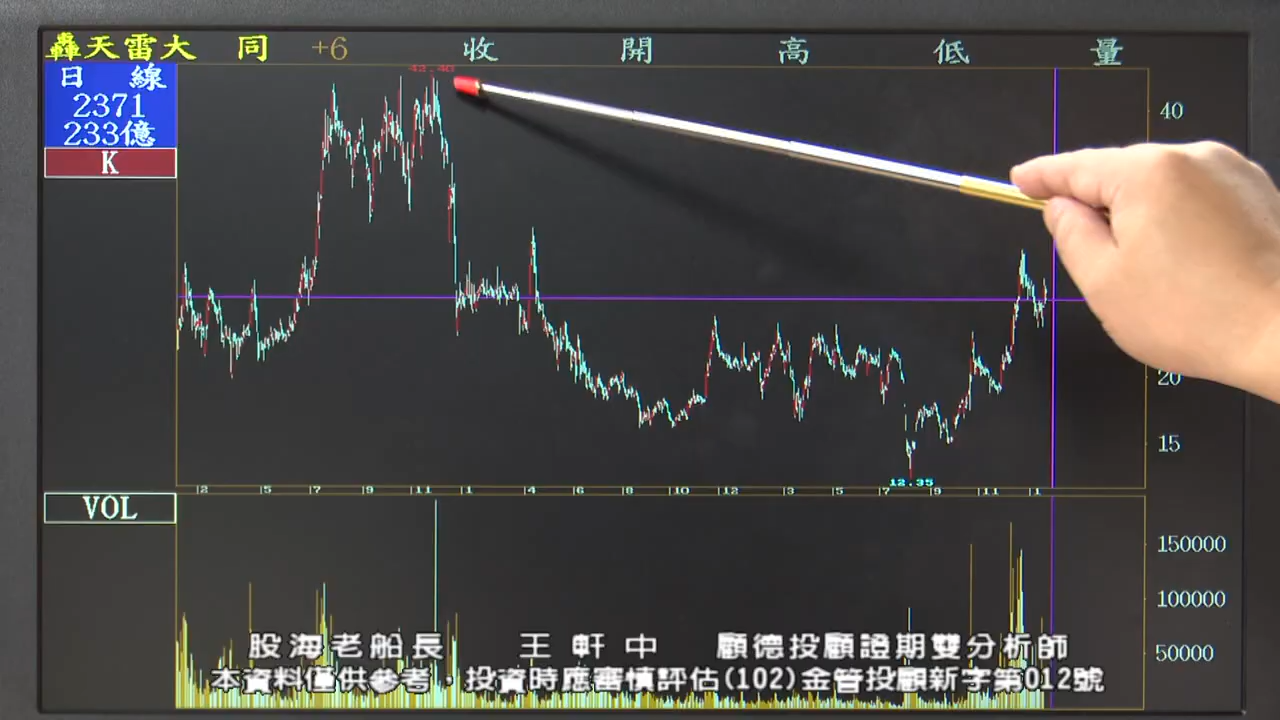 轟天雷大 同 +6 收 開 高 低 量
日 線
2371
233億
K
42.40
40
20
15
12.35
2 5 7 9 11 1 4 6 8 10 12 3 5 7 9 11 1
VOL
150000
100000
50000
股海老船長 王軒中 顧德投顧證期雙分析師
本資料僅供參考，投資時應審慎評估(102)金管投顧新字第012號